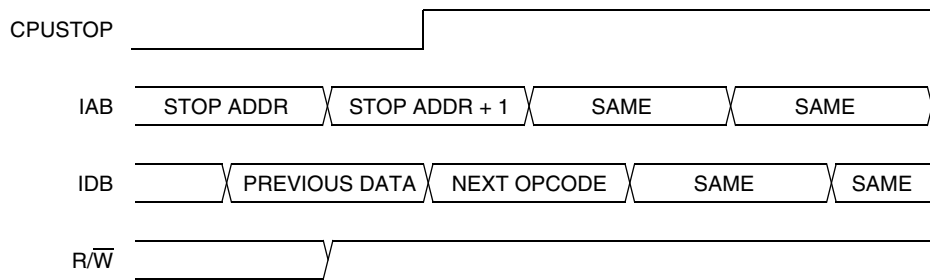 CPUSTOP
IAB STOP ADDR STOP ADDR + 1 SAME SAME
IDB PREVIOUS DATA NEXT OPCODE SAME SAME
R/W̅